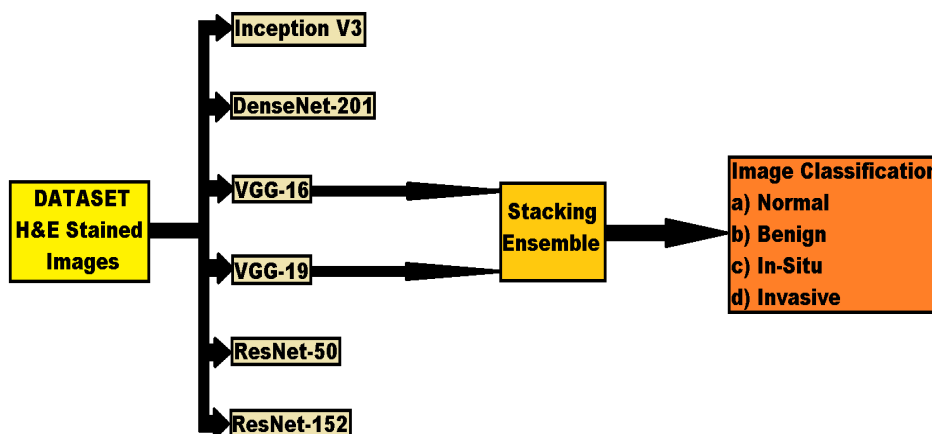 Inception V3
DenseNet-201
VGG-16
VGG-19
ResNet-50
ResNet-152
DATASET
H&E Stained
Images
Stacking
Ensemble
Image Classification
a) Normal
b) Benign
c) In-Situ
d) Invasive